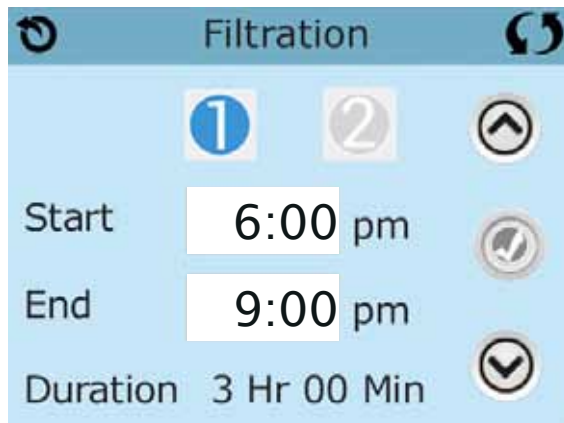 Filtration
1 2
Start 6:00 pm
End 9:00 pm
Duration 3 Hr 00 Min